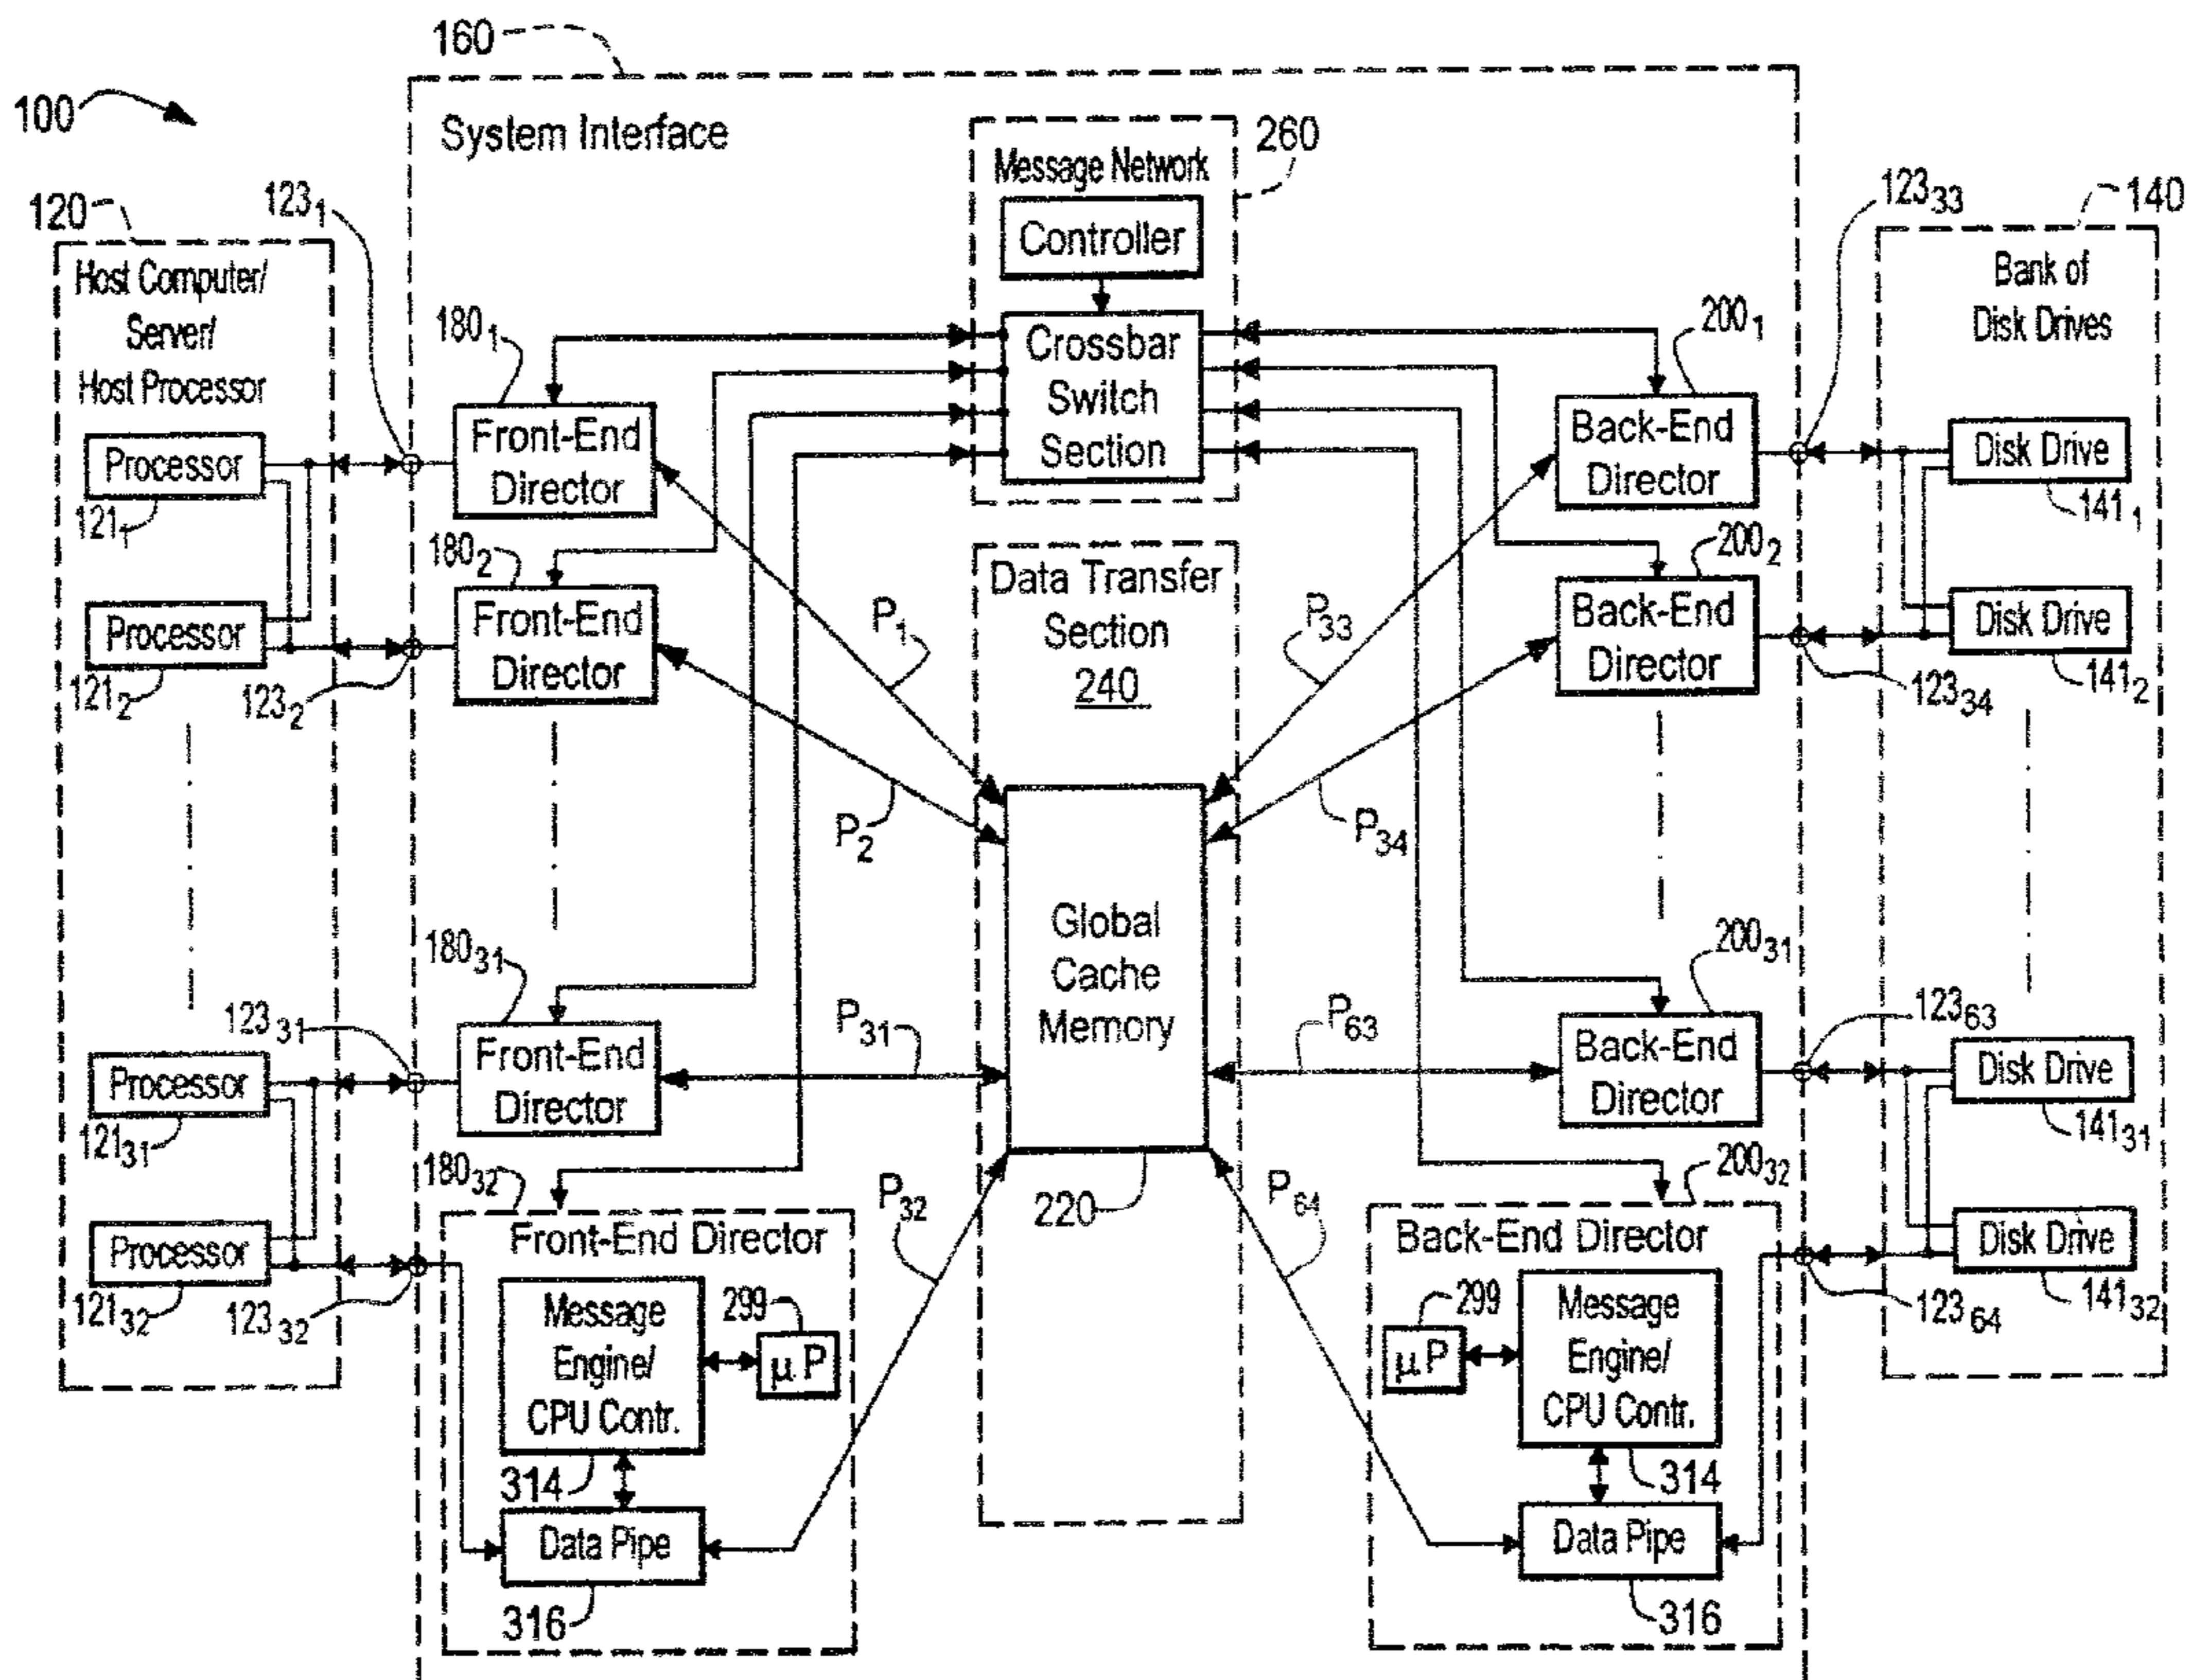 160
100
System Interface
260
Message Network
Controller
120
123₁
123₃₃
140
Host Computer/
Server/
Host Processor
Bank of
Disk Drives
180₁
Crossbar
Switch
Section
200₁
Processor
121₁
Front-End
Director
Back-End
Director
Disk Drive
141₁
180₂
200₂
Data Transfer
Section
240
Processor
121₂
123₂
Front-End
Director
P₁
P₃₃
Back-End
Director
123₃₄
Disk Drive
141₂
P₂
P₃₄
Global
Cache
Memory
220
180₃₁
200₃₁
123₃₁
P₃₁
P₆₃
123₆₃
Processor
121₃₁
Front-End
Director
Back-End
Director
Disk Drive
141₃₁
180₃₂
P₃₂
P₆₄
200₃₂
Processor
121₃₂
123₃₂
Front-End Director
Message
Engine/
CPU Contr.
299
μP
314
Data Pipe
316
Back-End Director
299
μP
Message
Engine/
CPU Contr.
314
Data Pipe
316
123₆₄
Disk Drive
141₃₂